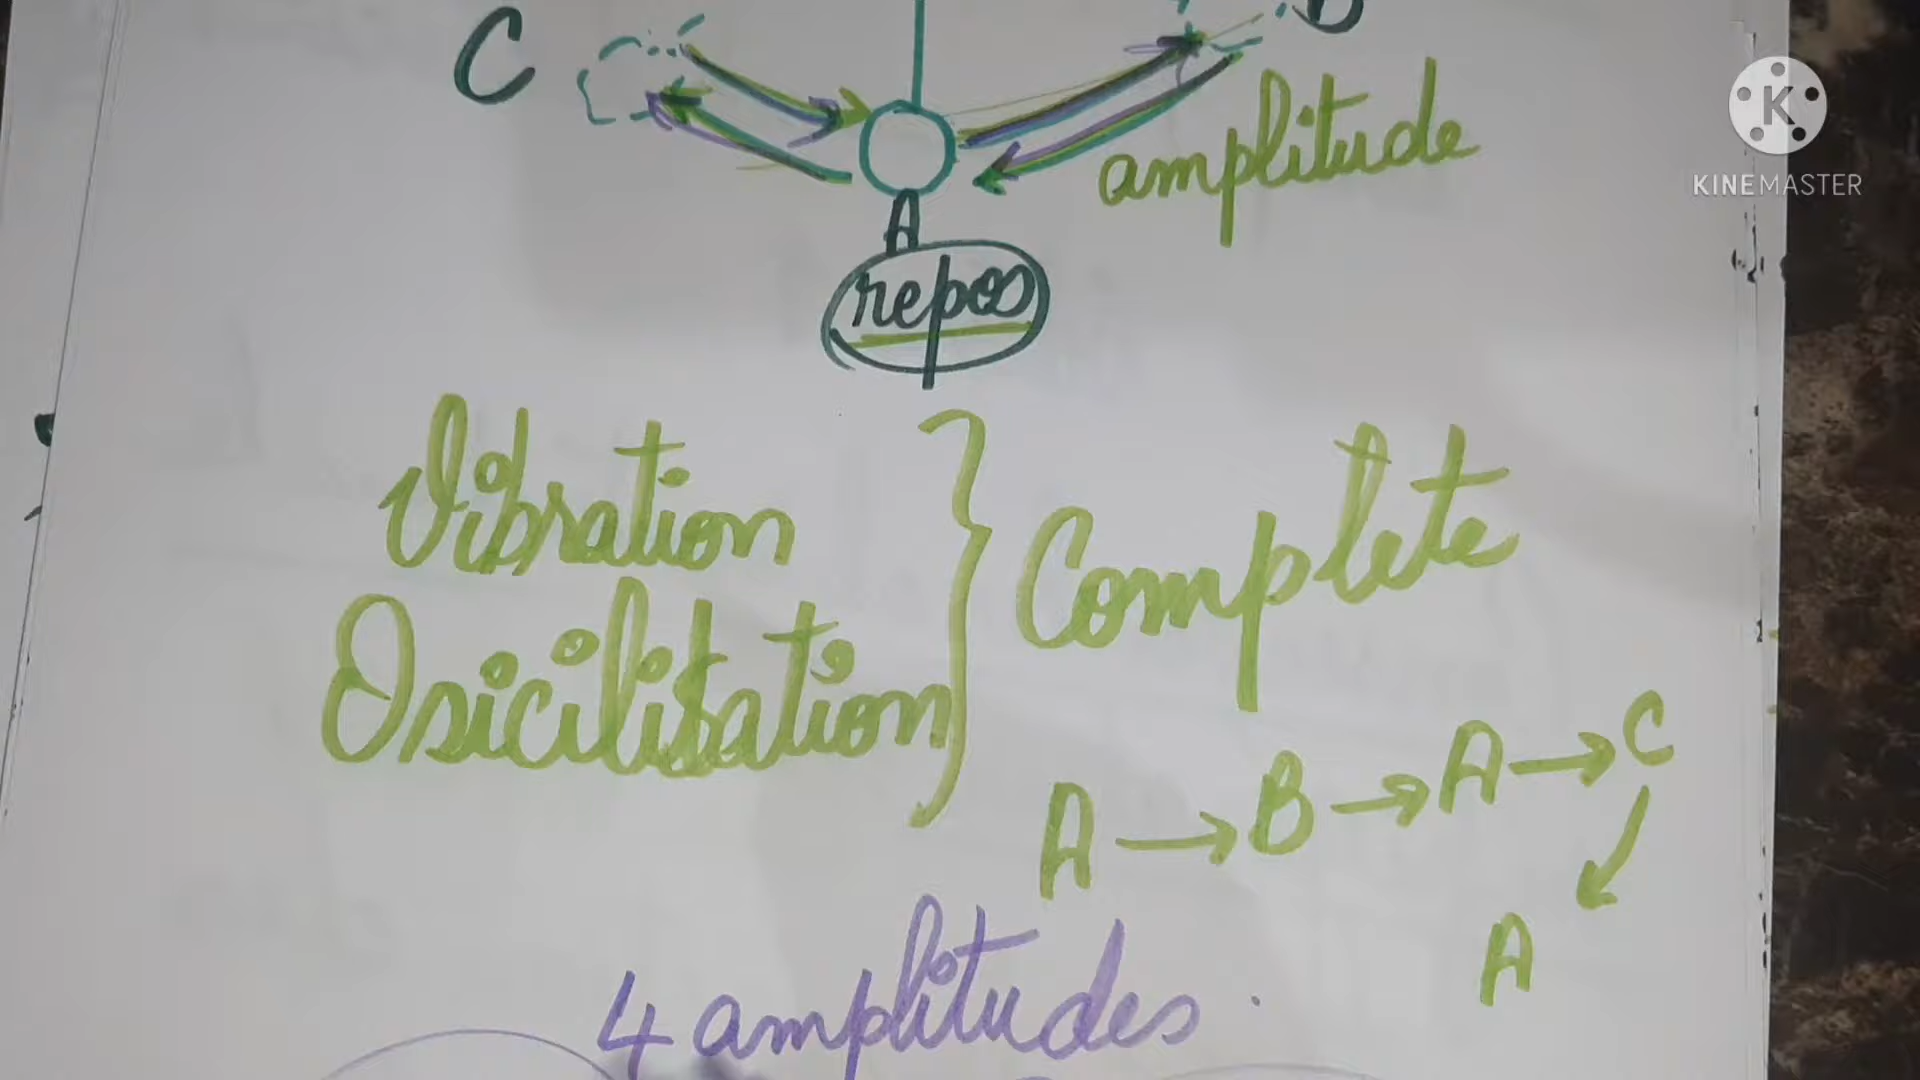 C
B
amplitude
K
KINEMASTER
A
repos
Vibration
Osicilitation
Complete
A → B → A → C
A
4 amplitudes